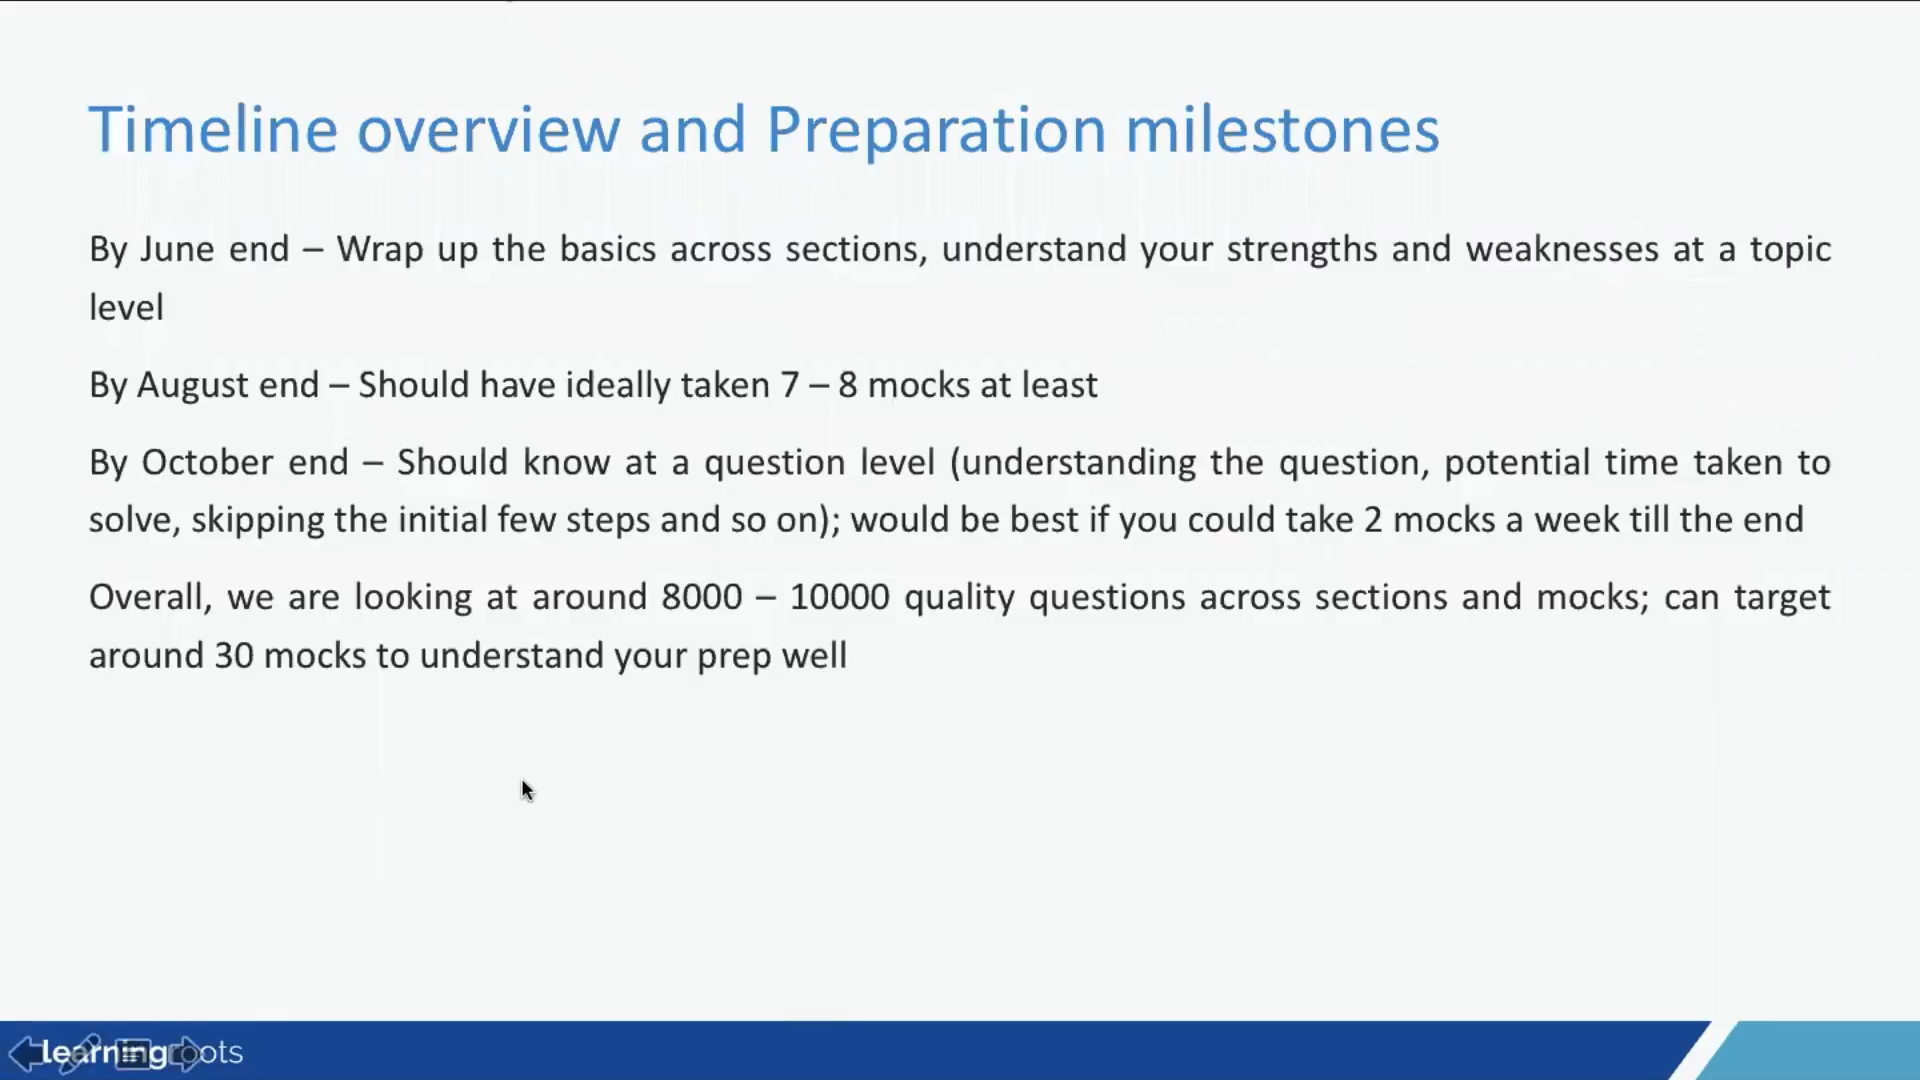 Timeline overview and Preparation milestones
By June end – Wrap up the basics across sections, understand your strengths and weaknesses at a topic
level
By August end – Should have ideally taken 7 – 8 mocks at least
By October end – Should know at a question level (understanding the question, potential time taken to
solve, skipping the initial few steps and so on); would be best if you could take 2 mocks a week till the end
Overall, we are looking at around 8000 – 10000 quality questions across sections and mocks; can target
around 30 mocks to understand your prep well
learningroots